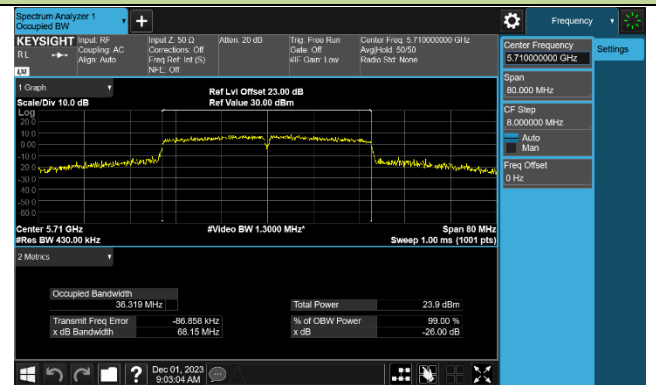 Spectrum Analyzer 1
Occupied BW
Frequency
KEYSIGHT
RL
LXI
Input: RF
Coupling: AC
Align: Auto
Input Z: 50 Ω
Corrections: Off
Freq Ref: Int (S)
NFE: Off
Atten: 20 dB
Trig: Free Run
Gate: Off
#IF Gain: Low
Center Freq: 5.710000000 GHz
Avg|Hold: 50/50
Radio Std: None
Center Frequency
5.710000000 GHz
Settings
Span
80.000 MHz
CF Step
8.000000 MHz
Auto
Man
Freq Offset
0 Hz
1 Graph
Scale/Div 10.0 dB
Ref Lvl Offset 23.00 dB
Ref Value 30.00 dBm
Log
20.0
10.0
0.00
-10.0
-20.0
-30.0
-40.0
-50.0
-60.0
Center 5.71 GHz
#Video BW 1.3000 MHz*
Span 80 MHz
#Res BW 430.00 kHz
Sweep 1.00 ms (1001 pts)
2 Metrics
Occupied Bandwidth
36.319 MHz
Total Power 23.9 dBm
Transmit Freq Error -86.858 kHz
% of OBW Power 99.00 %
x dB Bandwidth 68.15 MHz
x dB -26.00 dB
Dec 01, 2023
9:03:04 AM